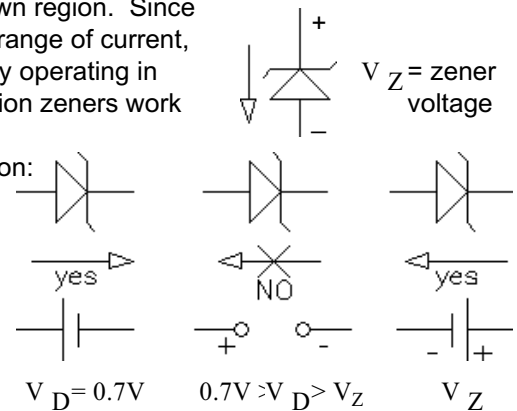 wn region.  Since
range of current,
y operating in
ion zeners work
+
V Z = zener
voltage
–
on:
yes
NO
yes
+ -
- +
V D= 0.7V
0.7V >V D> VZ
V Z